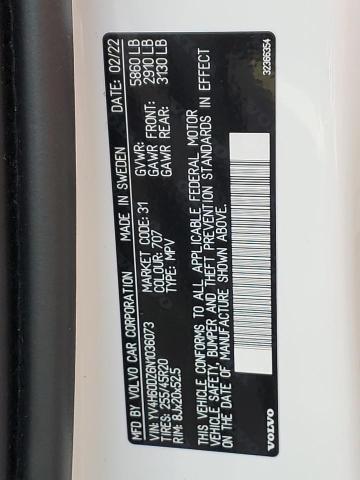 MFD BY VOLVO CAR CORPORATION MADE IN SWEDEN DATE: 02/22
YV4H60DZ6N1036073 GVWR: 5860 LB
MARKET CODE: 31 GAWR FRONT: 2910 LB
TIRES: 255/45R20 COLOUR: 707 GAWR REAR: 3130 LB
RIM: 8Jx20x52.5 TYPE: MPV
THIS VEHICLE CONFORMS TO ALL APPLICABLE FEDERAL MOTOR
VEHICLE SAFETY, BUMPER AND THEFT PREVENTION STANDARDS IN EFFECT
ON THE DATE OF MANUFACTURE SHOWN ABOVE.
VOLVO 32366354